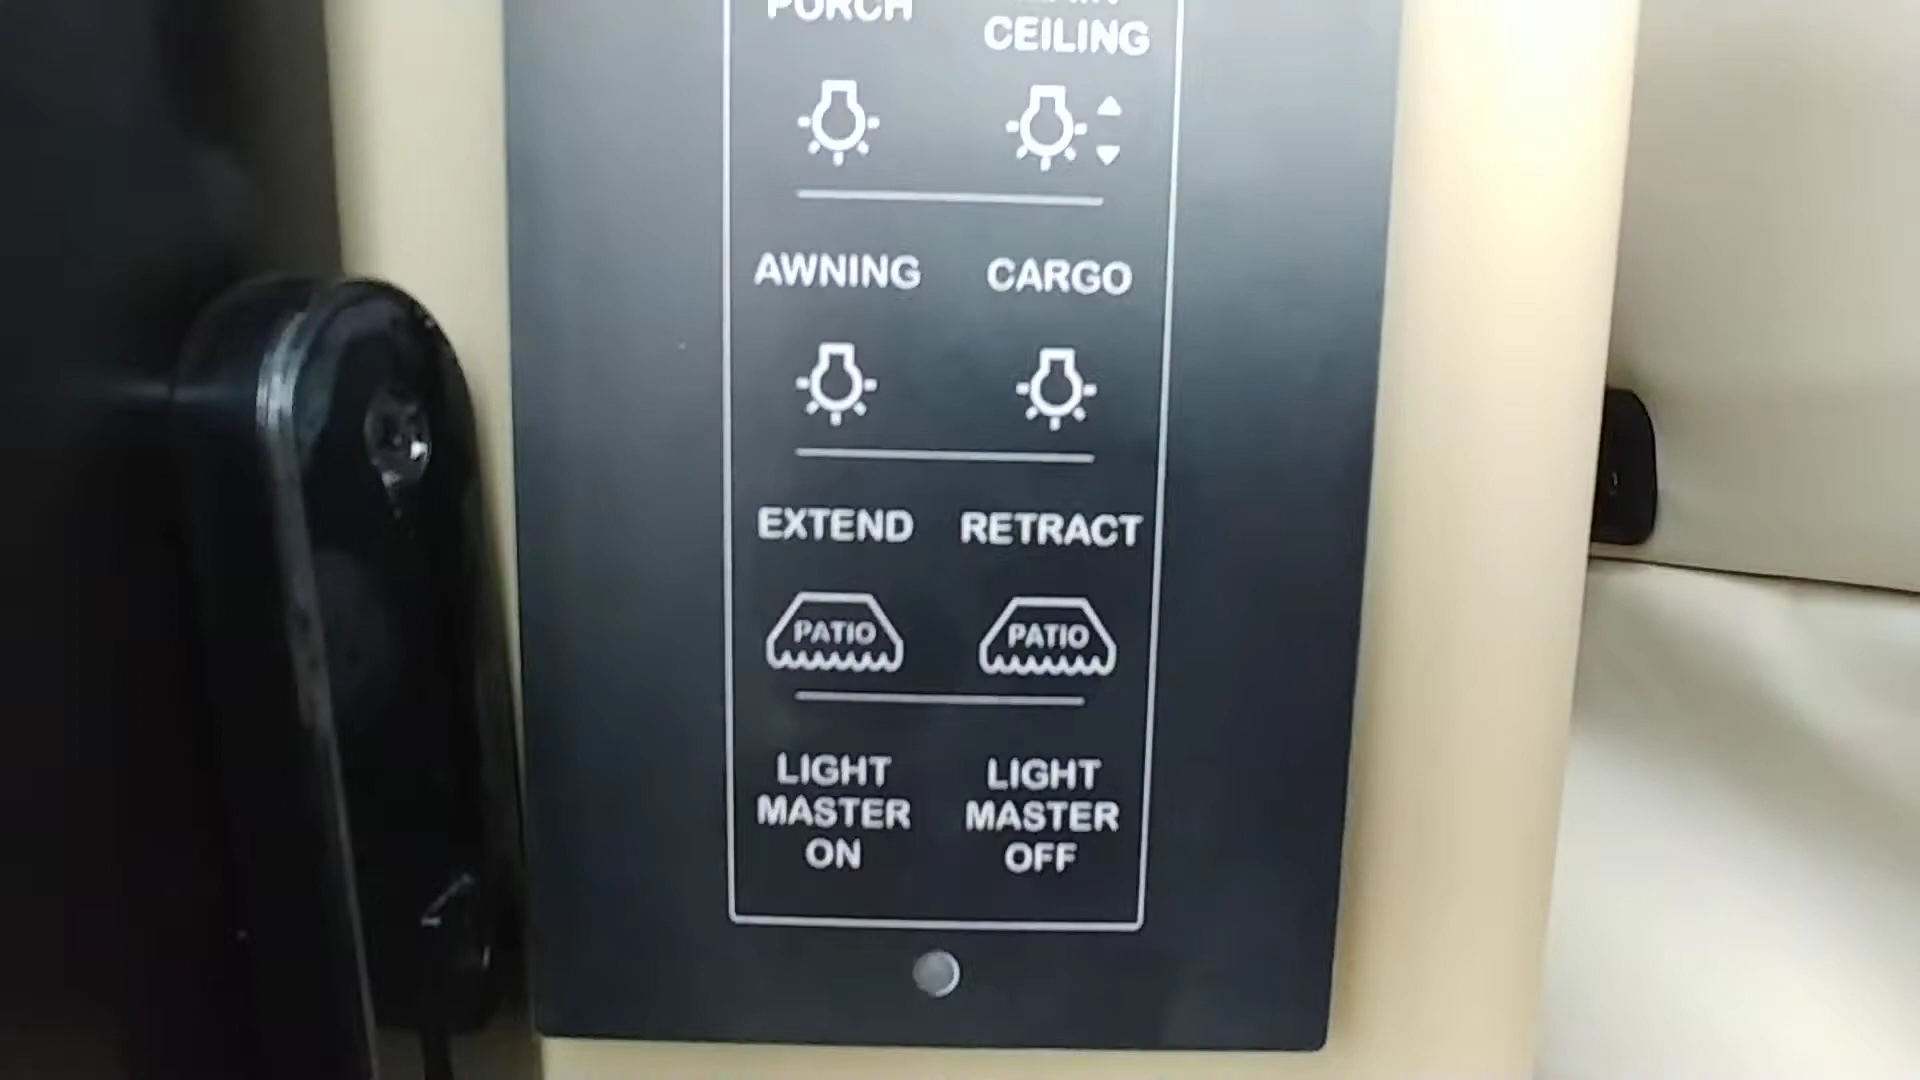 PORCH
CEILING
AWNING CARGO
EXTEND RETRACT
PATIO PATIO
LIGHT LIGHT
MASTER MASTER
ON OFF